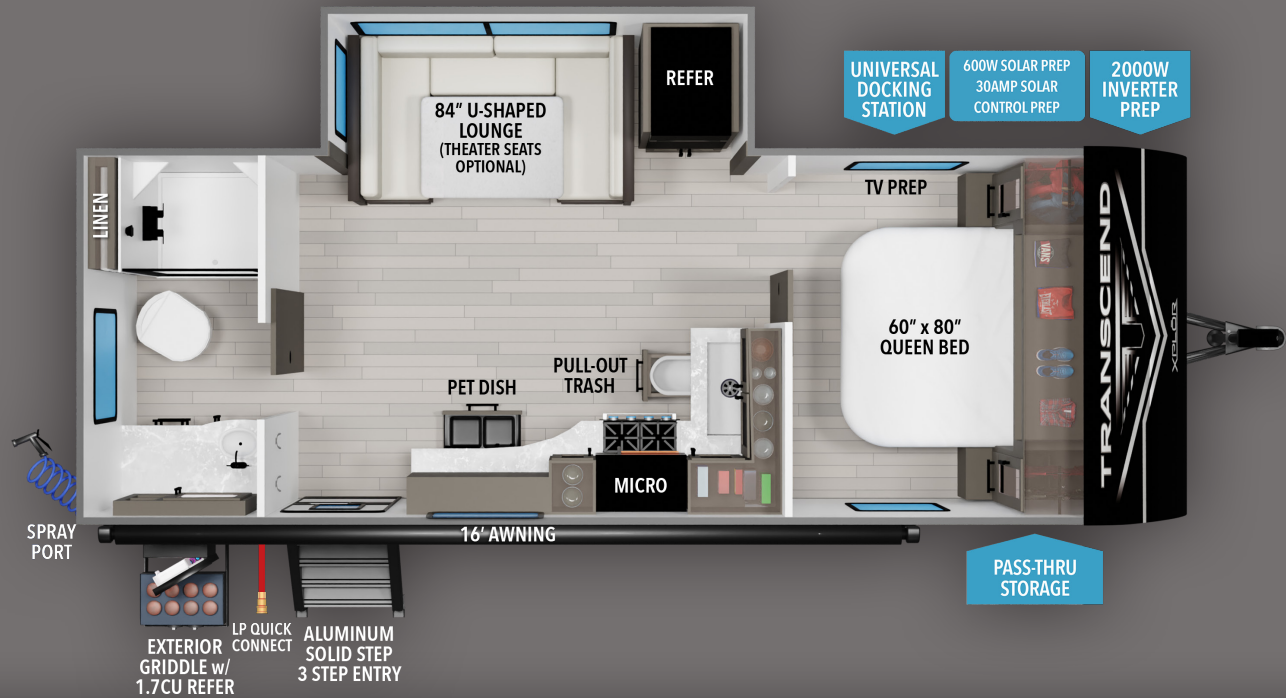 REFER
84" U-SHAPED
LOUNGE
(THEATER SEATS
OPTIONAL)
UNIVERSAL
DOCKING
STATION
600W SOLAR PREP
30AMP SOLAR
CONTROL PREP
2000W
INVERTER
PREP
LINEN
TV PREP
VANS
TRANSCEND
XPLOR
60" x 80"
QUEEN BED
PULL-OUT
TRASH
PET DISH
MICRO
SPRAY
PORT
16' AWNING
PASS-THRU
STORAGE
EXTERIOR
GRIDDLE w/
1.7CU REFER
LP QUICK
CONNECT
ALUMINUM
SOLID STEP
3 STEP ENTRY